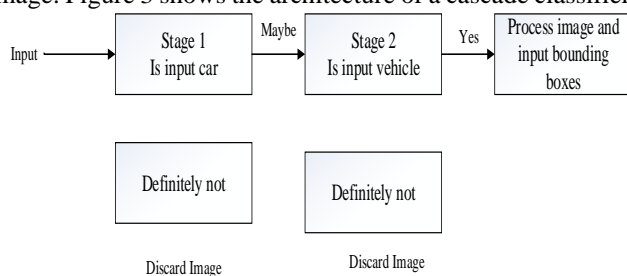 mage. Figure 3 shows the architecture of a cascade classifier
Input
Stage 1
Is input car
Maybe
Stage 2
Is input vehicle
Yes
Process image and
input bounding
boxes
Definitely not
Definitely not
Discard Image
Discard Image